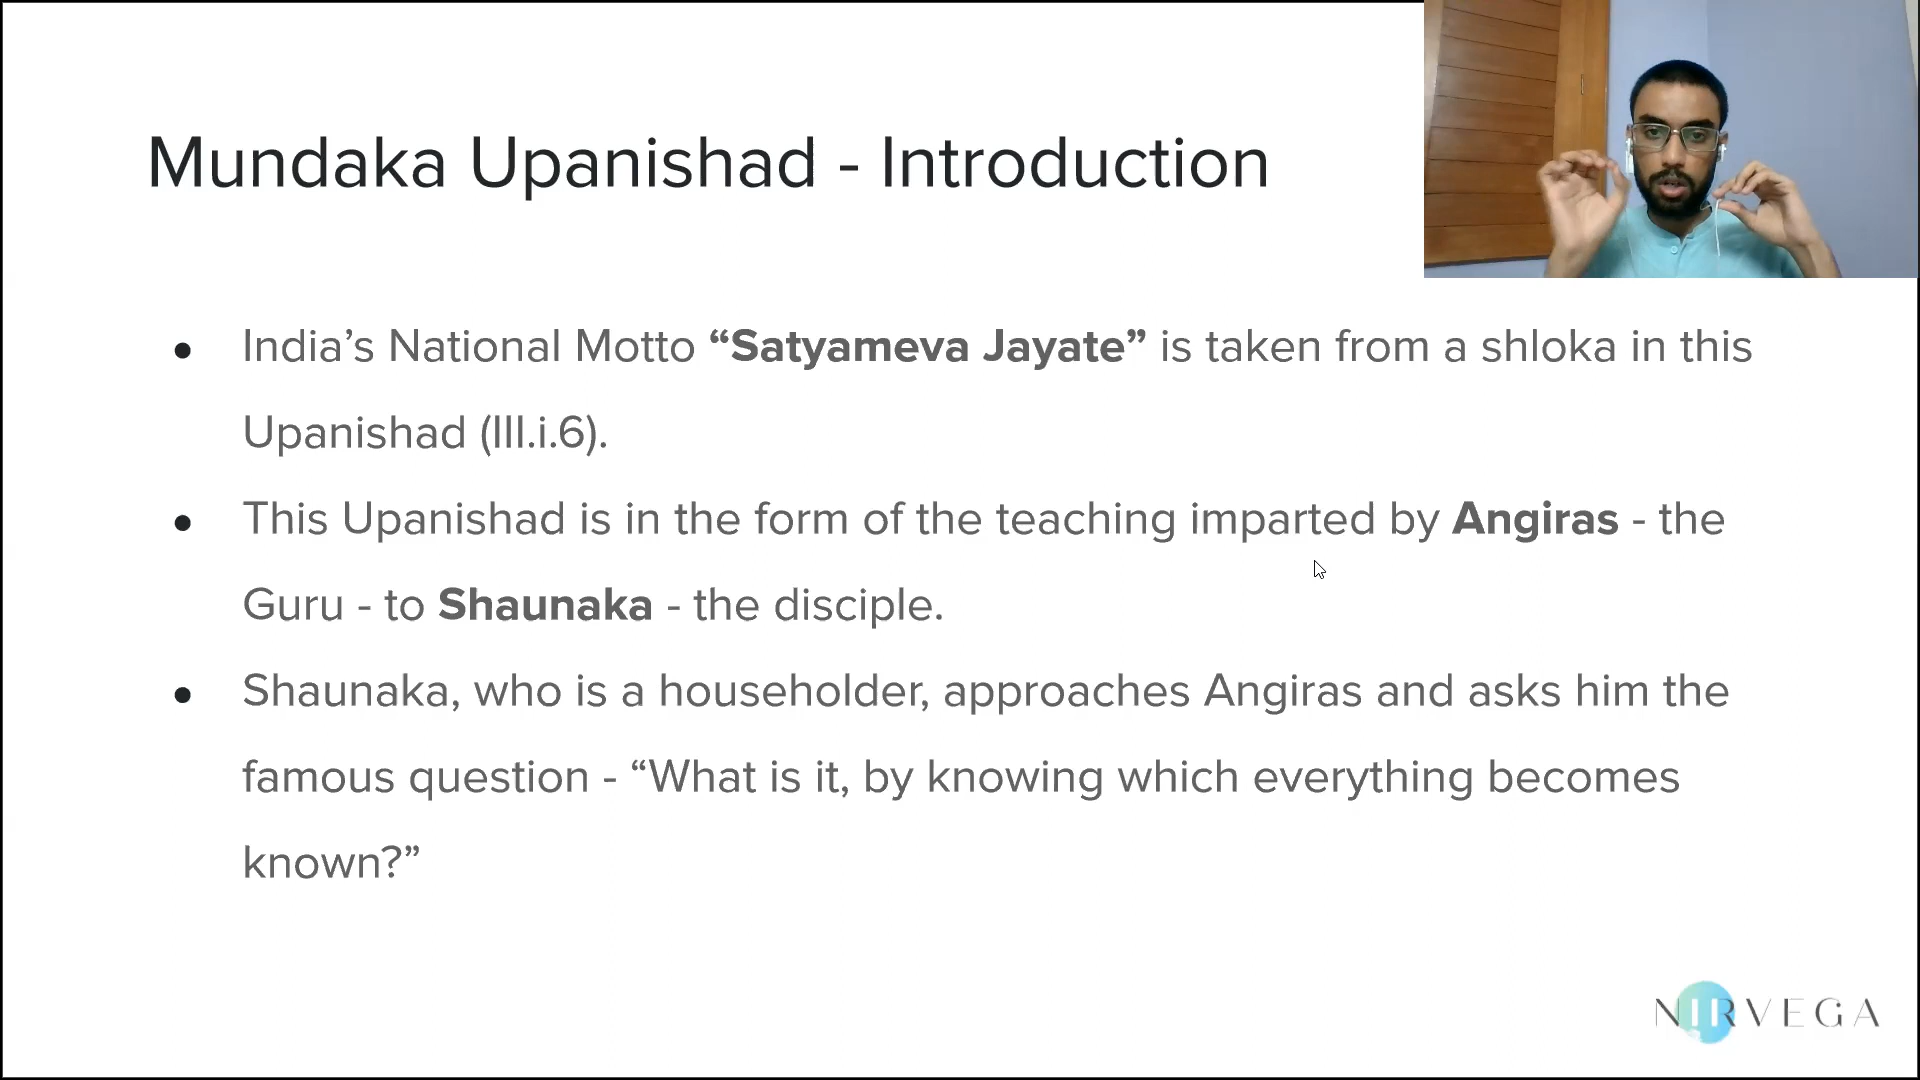 Mundaka Upanishad - Introduction
● India’s National Motto “Satyameva Jayate” is taken from a shloka in this
Upanishad (III.i.6).
● This Upanishad is in the form of the teaching imparted by Angiras - the
Guru - to Shaunaka - the disciple.
● Shaunaka, who is a householder, approaches Angiras and asks him the
famous question - “What is it, by knowing which everything becomes
known?”
NIRVEGA